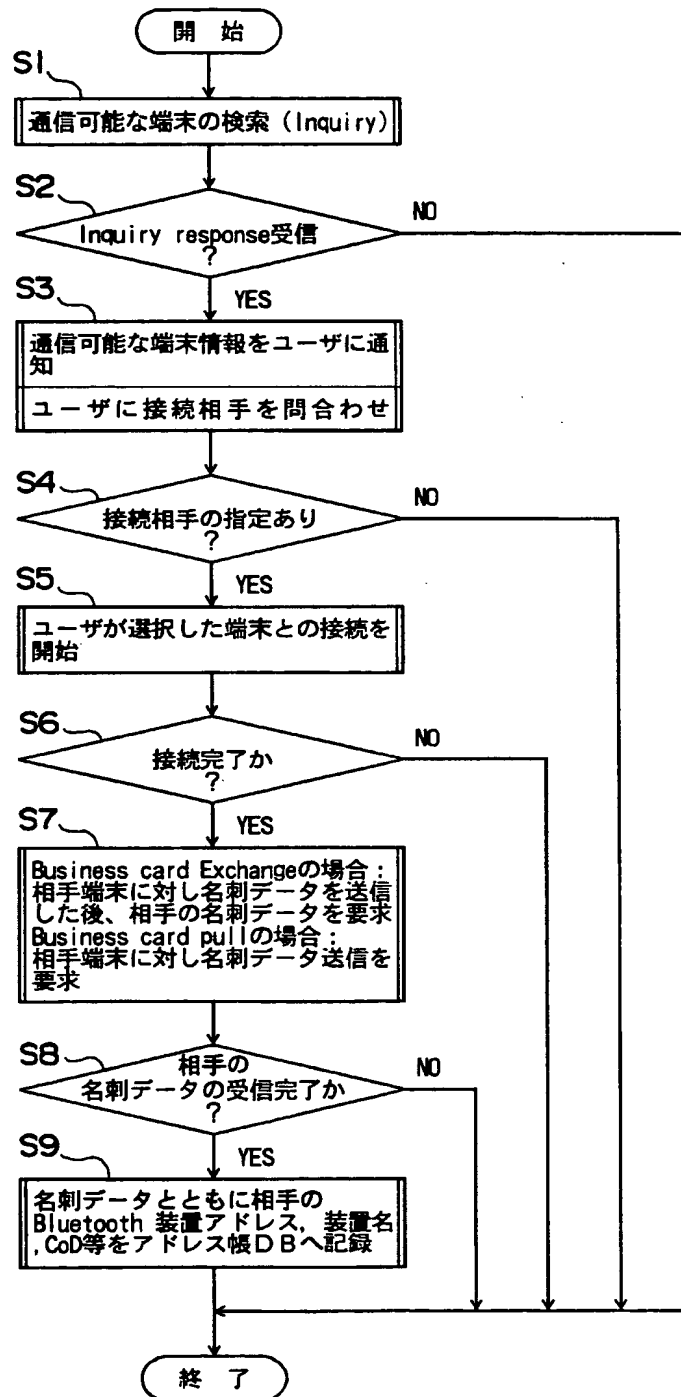 開 始
S1
通信可能な端末の検索（Inquiry）
S2
Inquiry response受信
?
NO
YES
S3
通信可能な端末情報をユーザに通
知
ユーザに接続相手を問合わせ
S4
接続相手の指定あり
?
NO
YES
S5
ユーザが選択した端末との接続を
開始
S6
接続完了か
?
NO
YES
S7
Business card Exchangeの場合：
相手端末に対し名刺データを送信
した後、相手の名刺データを要求
Business card pullの場合：
相手端末に対し名刺データ送信を
要求
S8
相手の
名刺データの受信完了か
?
NO
YES
S9
名刺データとともに相手の
Bluetooth 装置アドレス, 装置名
,CoD等をアドレス帳ＤＢへ記録
終 了